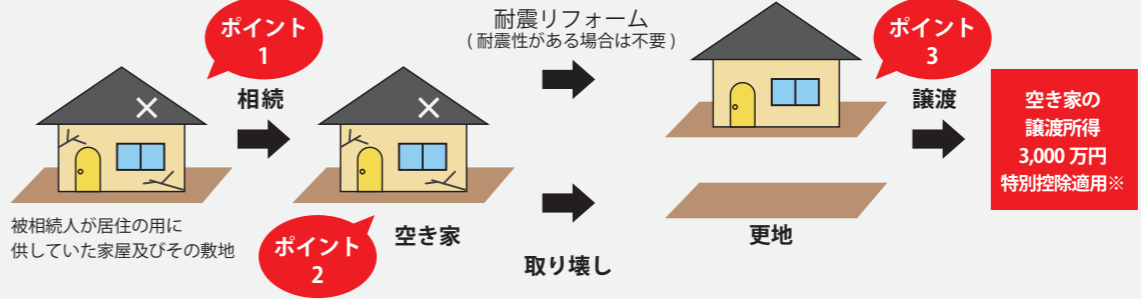 ポイント
1
相続
被相続人が居住の用に
供していた家屋及びその敷地
ポイント
2
空き家
耐震リフォーム
( 耐震性がある場合は不要 )
取り壊し
更地
ポイント
3
譲渡
空き家の
譲渡所得
3,000 万円
特別控除適用※